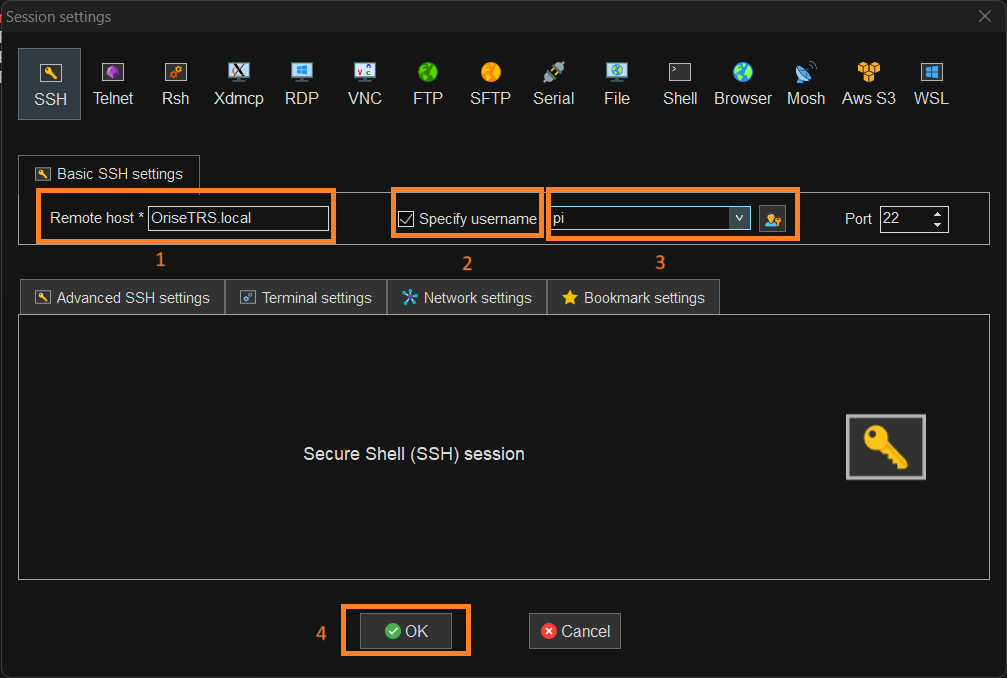 Session settings
SSH Telnet Rsh Xdmcp RDP VNC FTP SFTP Serial File Shell Browser Mosh Aws S3 WSL
Basic SSH settings
Remote host * OriseTRS.local Specify username pi Port 22
1 2 3
Advanced SSH settings Terminal settings Network settings Bookmark settings
Secure Shell (SSH) session
4 OK Cancel